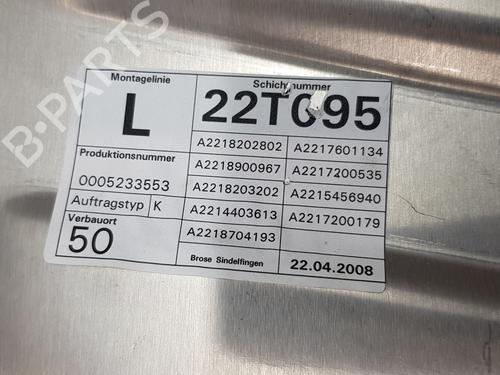 Montagelinie
L
Produktionsnummer
0005233553
Auftragstyp K
Verbauort
50
22T095
A2218202802 A2217601134
A2218900967 A2217200535
A2218203202 A2215456940
A2214403613 A2217200179
A2218704193
Brose Sindelfingen 22.04.2008
B-PARTS